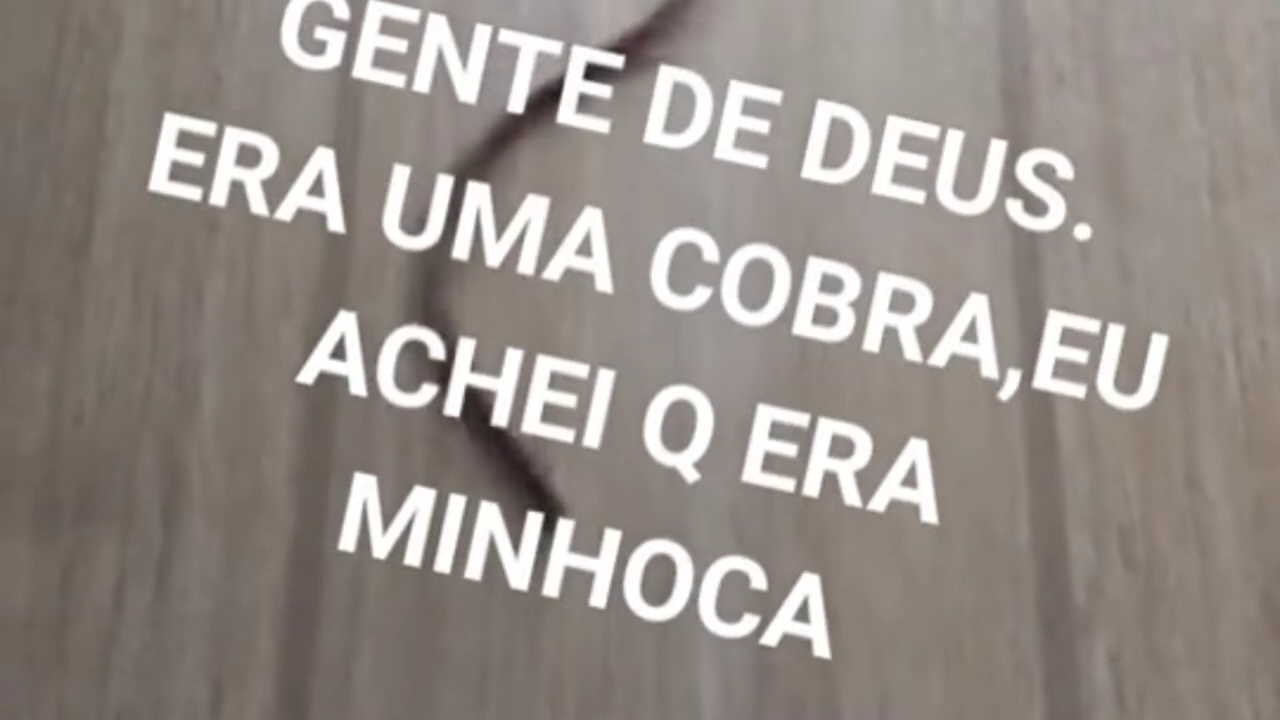 GENTE DE DEUS.
ERA UMA COBRA,EU
ACHEI Q ERA
MINHOCA